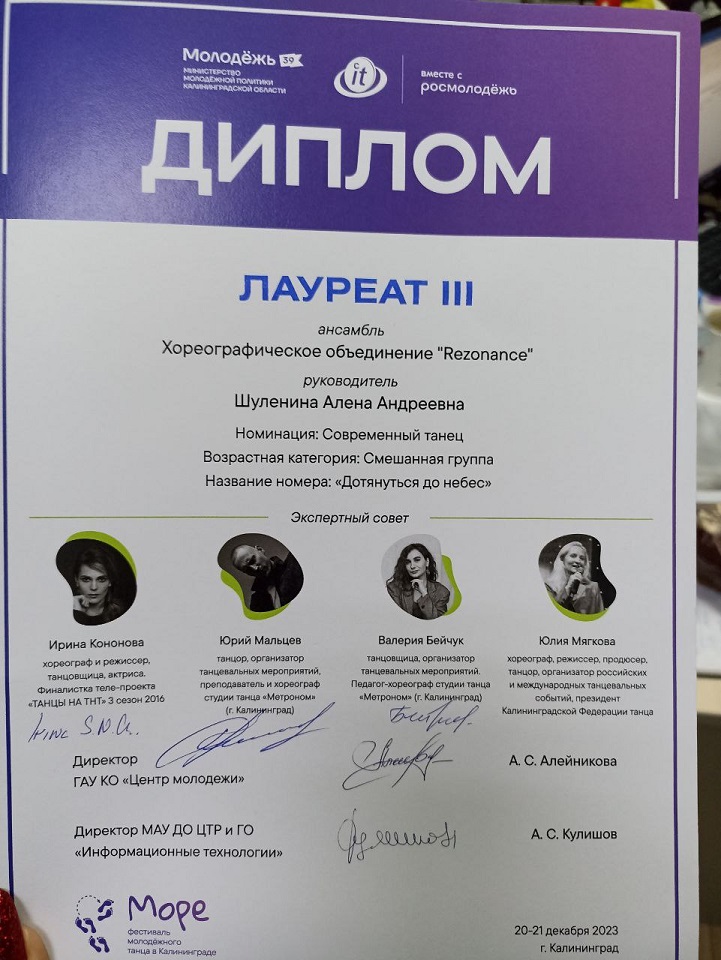 Молодёжь 39
МИНИСТЕРСТВО
МОЛОДЁЖНОЙ ПОЛИТИКИ
КАЛИНИНГРАДСКОЙ ОБЛАСТИ
с it
вместе с
росмолодёжь
ДИПЛОМ
ЛАУРЕАТ III
ансамбль
Хореографическое объединение "Rezonance"
руководитель
Шуленина Алена Андреевна
Номинация: Современный танец
Возрастная категория: Смешанная группа
Название номера: «Дотянуться до небес»
Экспертный совет
Ирина Кононова
хореограф и режиссер,
танцовщица, актриса.
Финалистка теле-проекта
«ТАНЦЫ НА ТНТ» 3 сезон 2016
Юрий Мальцев
танцор, организатор
танцевальных мероприятий,
преподаватель и хореограф
студии танца «Метроном»
(г. Калининград)
Валерия Бейчук
танцовщица, организатор
танцевальных мероприятий.
Педагог-хореограф студии танца
«Метроном» (г. Калининград)
Юлия Мягкова
хореограф, режиссер, продюсер,
танцор, организатор российских
и международных танцевальных
событий, президент
Калининградской Федерации танца
Директор
ГАУ КО «Центр молодежи»
А. С. Алейникова
Директор МАУ ДО ЦТР и ГО
«Информационные технологии»
А. С. Кулишов
Море
фестиваль
молодёжного
танца в Калининграде
20-21 декабря 2023
г. Калининград